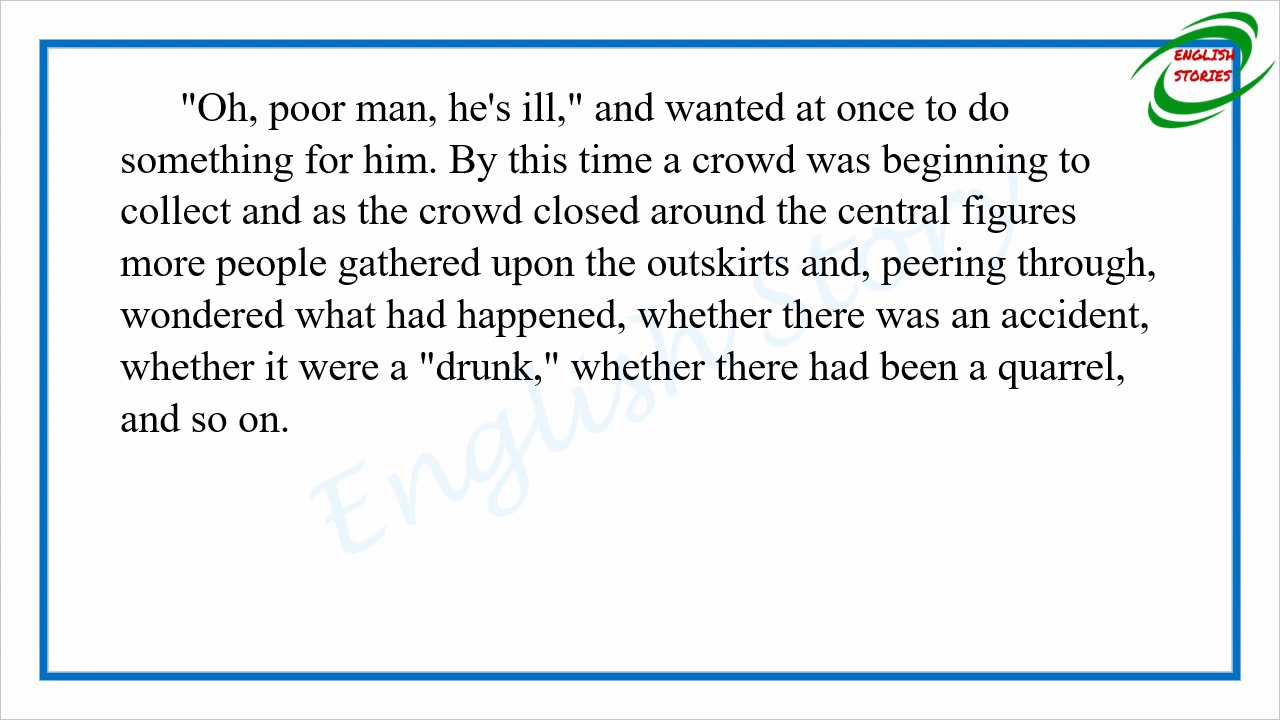 ENGLISH
STORIES
"Oh, poor man, he's ill," and wanted at once to do
something for him. By this time a crowd was beginning to
collect and as the crowd closed around the central figures
more people gathered upon the outskirts and, peering through,
wondered what had happened, whether there was an accident,
whether it were a "drunk," whether there had been a quarrel,
and so on.
English Story